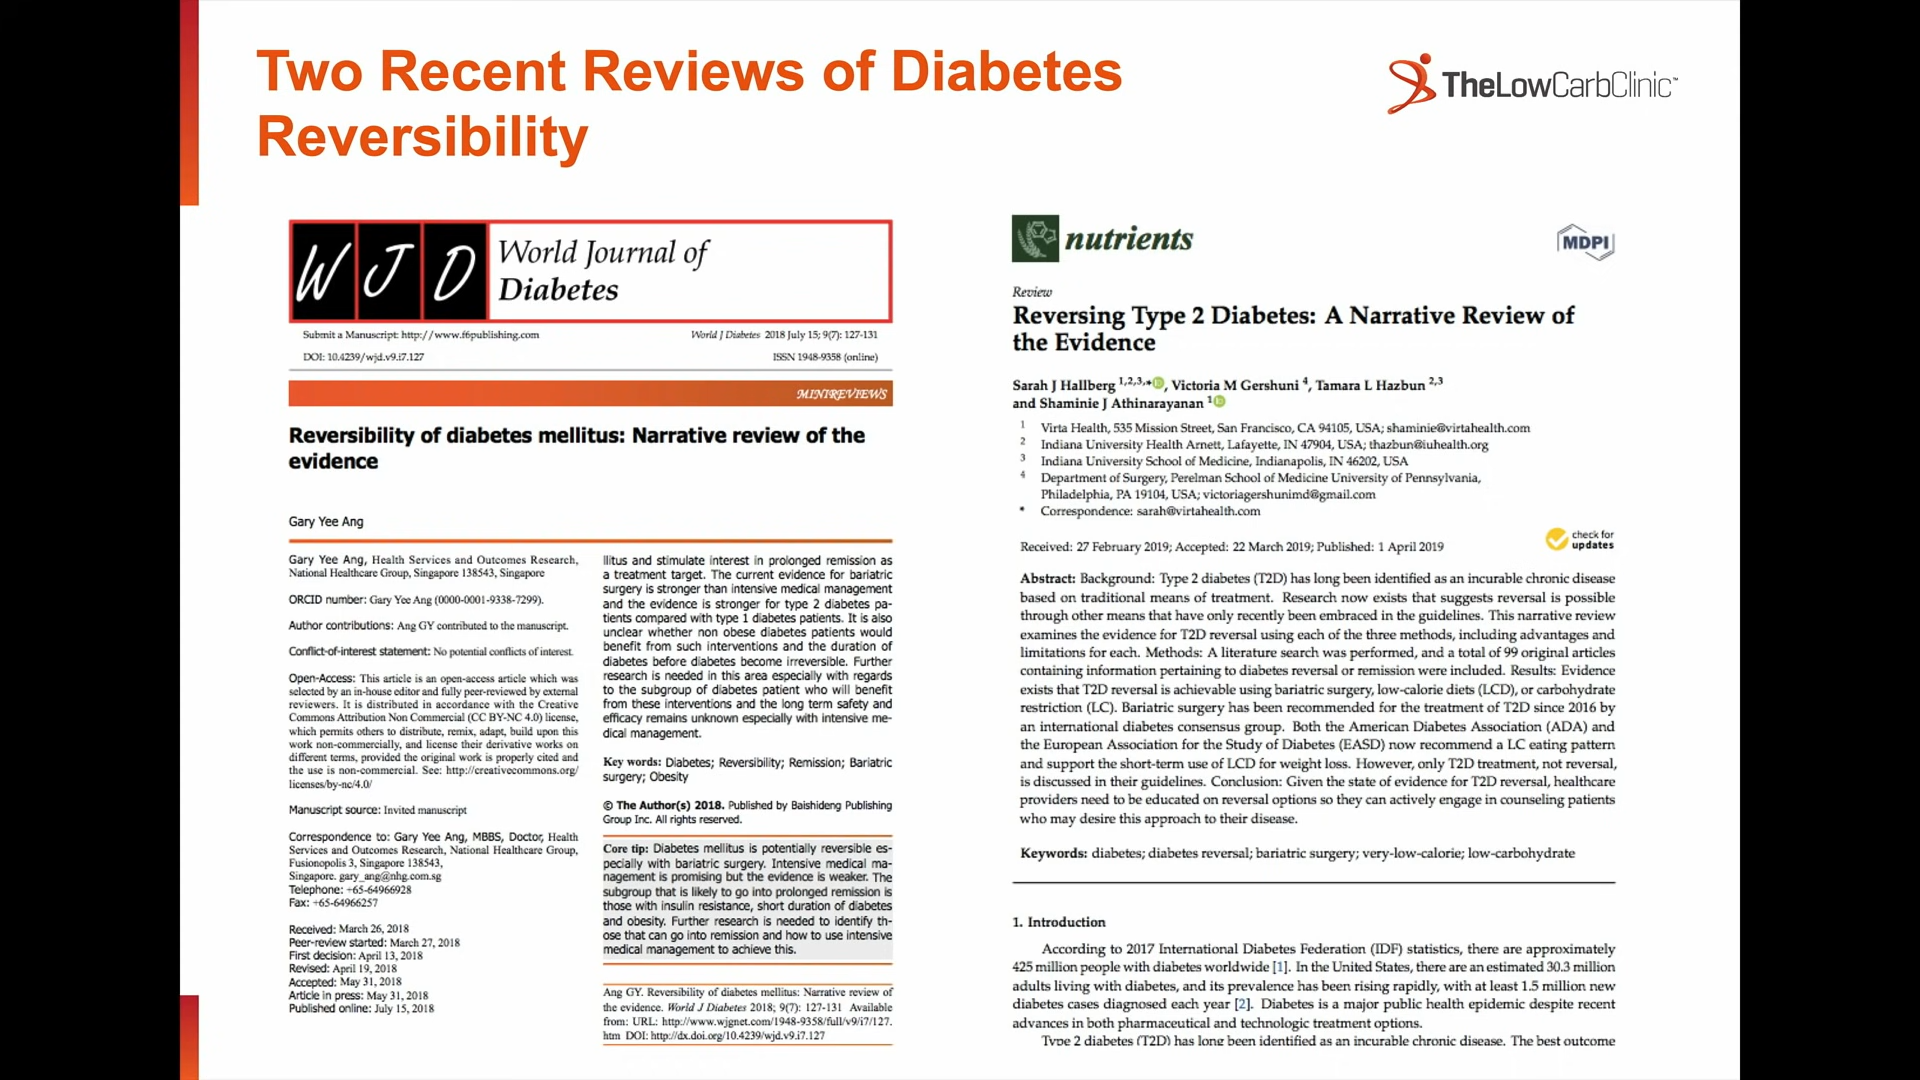 Two Recent Reviews of Diabetes
Reversibility
TheLowCarbClinic™
W J D
World Journal of
Diabetes
Submit a Manuscript: http://www.f6publishing.com
World J Diabetes 2018 July 15; 9(7): 127-131
DOI: 10.4239/wjd.v9.i7.127
ISSN 1948-9358 (online)
MINIREVIEWS
Reversibility of diabetes mellitus: Narrative review of the
evidence
Gary Yee Ang
Gary Yee Ang, Health Services and Outcomes Research,
National Healthcare Group, Singapore 138543, Singapore
ORCID number: Gary Yee Ang (0000-0001-9338-7299).
Author contributions: Ang GY contributed to the manuscript.
Conflict-of-interest statement: No potential conflicts of interest.
Open-Access: This article is an open-access article which was
selected by an in-house editor and fully peer-reviewed by external
reviewers. It is distributed in accordance with the Creative
Commons Attribution Non Commercial (CC BY-NC 4.0) license,
which permits others to distribute, remix, adapt, build upon this
work non-commercially, and license their derivative works on
different terms, provided the original work is properly cited and
the use is non-commercial. See: http://creativecommons.org/
licenses/by-nc/4.0/
Manuscript source: Invited manuscript
Correspondence to: Gary Yee Ang, MBBS, Doctor, Health
Services and Outcomes Research, National Healthcare Group,
Fusionopolis 3, Singapore 138543,
Singapore. gary_ang@nhg.com.sg
Telephone: +65-64966928
Fax: +65-64966257
Received: March 26, 2018
Peer-review started: March 27, 2018
First decision: April 13, 2018
Revised: April 19, 2018
Accepted: May 31, 2018
Article in press: May 31, 2018
Published online: July 15, 2018
llitus and stimulate interest in prolonged remission as
a treatment target. The current evidence for bariatric
surgery is stronger than intensive medical management
and the evidence is stronger for type 2 diabetes pa-
tients compared with type 1 diabetes patients. It is also
unclear whether non obese diabetes patients would
benefit from such interventions and the duration of
diabetes before diabetes become irreversible. Further
research is needed in this area especially with regards
to the subgroup of diabetes patient who will benefit
from these interventions and the long term safety and
efficacy remains unknown especially with intensive me-
dical management.
Key words: Diabetes; Reversibility; Remission; Bariatric
surgery; Obesity
© The Author(s) 2018. Published by Baishideng Publishing
Group Inc. All rights reserved.
Core tip: Diabetes mellitus is potentially reversible es-
pecially with bariatric surgery. Intensive medical ma-
nagement is promising but the evidence is weaker. The
subgroup that is likely to go into prolonged remission is
those with insulin resistance, short duration of diabetes
and obesity. Further research is needed to identify th-
ose that can go into remission and how to use intensive
medical management to achieve this.
Ang GY. Reversibility of diabetes mellitus: Narrative review of
the evidence. World J Diabetes 2018; 9(7): 127-131 Available
from: URL: http://www.wjgnet.com/1948-9358/full/v9/i7/127.
htm DOI: http://dx.doi.org/10.4239/wjd.v9.i7.127
nutrients
MDPI
Review
Reversing Type 2 Diabetes: A Narrative Review of
the Evidence
Sarah J Hallberg 1,2,3,*, Victoria M Gershuni 4, Tamara L Hazbun 2,3
and Shaminie J Athinarayanan 1
1 Virta Health, 535 Mission Street, San Francisco, CA 94105, USA; shaminie@virtahealth.com
2 Indiana University Health Arnett, Lafayette, IN 47904, USA; thazbun@iuhealth.org
3 Indiana University School of Medicine, Indianapolis, IN 46202, USA
4 Department of Surgery, Perelman School of Medicine University of Pennsylvania,
Philadelphia, PA 19104, USA; victoriagershunimd@gmail.com
* Correspondence: sarah@virtahealth.com
Received: 27 February 2019; Accepted: 22 March 2019; Published: 1 April 2019
check for
updates
Abstract: Background: Type 2 diabetes (T2D) has long been identified as an incurable chronic disease
based on traditional means of treatment. Research now exists that suggests reversal is possible
through other means that have only recently been embraced in the guidelines. This narrative review
examines the evidence for T2D reversal using each of the three methods, including advantages and
limitations for each. Methods: A literature search was performed, and a total of 99 original articles
containing information pertaining to diabetes reversal or remission were included. Results: Evidence
exists that T2D reversal is achievable using bariatric surgery, low-calorie diets (LCD), or carbohydrate
restriction (LC). Bariatric surgery has been recommended for the treatment of T2D since 2016 by
an international diabetes consensus group. Both the American Diabetes Association (ADA) and
the European Association for the Study of Diabetes (EASD) now recommend a LC eating pattern
and support the short-term use of LCD for weight loss. However, only T2D treatment, not reversal,
is discussed in their guidelines. Conclusion: Given the state of evidence for T2D reversal, healthcare
providers need to be educated on reversal options so they can actively engage in counseling patients
who may desire this approach to their disease.
Keywords: diabetes; diabetes reversal; bariatric surgery; very-low-calorie; low-carbohydrate
1. Introduction
According to 2017 International Diabetes Federation (IDF) statistics, there are approximately
425 million people with diabetes worldwide [1]. In the United States, there are an estimated 30.3 million
adults living with diabetes, and its prevalence has been rising rapidly, with at least 1.5 million new
diabetes cases diagnosed each year [2]. Diabetes is a major public health epidemic despite recent
advances in both pharmaceutical and technologic treatment options.
Type 2 diabetes (T2D) has long been identified as an incurable chronic disease. The best outcome